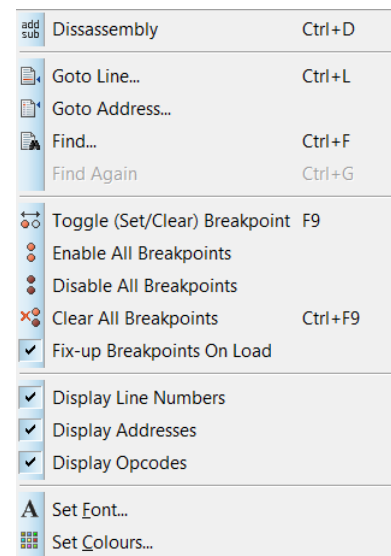 add sub Dissassembly Ctrl+D
Goto Line... Ctrl+L
Goto Address...
Find... Ctrl+F
Find Again Ctrl+G
Toggle (Set/Clear) Breakpoint F9
Enable All Breakpoints
Disable All Breakpoints
Clear All Breakpoints Ctrl+F9
Fix-up Breakpoints On Load
Display Line Numbers
Display Addresses
Display Opcodes
A Set Font...
Set Colours...